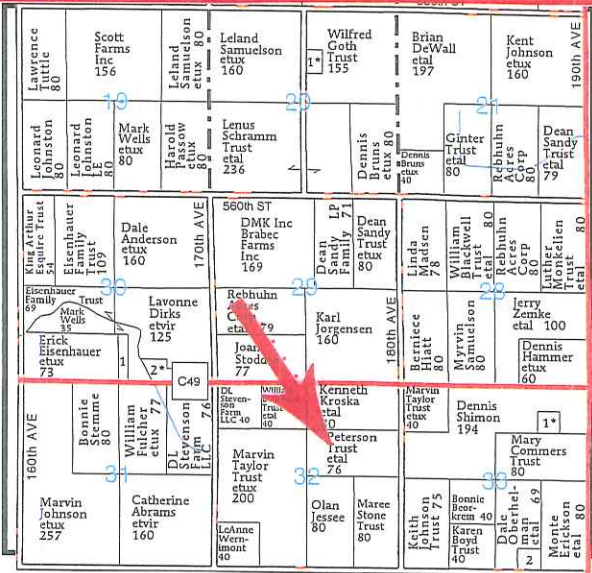 Lawrence
Tuttle
80
Scott
Farms
Inc
156
Leland
Samuelson
etux 80
Leland
Samuelson
etux
160
1*
Wilfred
Goth
Trust
155
Brian
DeWall
etal
197
Kent
Johnson
etux
160
190th AVE
19
20
21
Leonard
Johnston
80
Leonard
Johnston
LE 80
Mark
Wells
etux
80
Harold
Passow
etux 80
Lenus
Schramm
Trust
etal
236
Dennis
Bruns
etux 80
Dennis
Bruns
etux
40
Ginter
Trust
etal
80
Rebhuhn
Acres
Corp 80
Dean
Sandy
Trust
etal
79
560th ST
King Arthur
Esquire Trust
54
Eisenhauer
Family
Trust
109
Dale
Anderson
etux
160
170th AVE
DMK Inc
Brabec
Farms
Inc
169
Dean
Sandy
Family LP
71
Dean
Sandy
Trust
etux
80
Linda
Madsen
78
William
Blackwell
Trust
etal 80
Rebhuhn
Acres
Corp
80
Luther
Monkelien
Trust
etal 80
30
29
28
Eisenhauer
Family Trust
69
Mark
Wells
35
Erick
Eisenhauer
etux
73
1
2*
Lavonne
Dirks
etvir
125
C49
Rebhuhn
etal 79
77
Karl
Jorgensen
160
180th AVE
Berniece
Hiatt 80
Myrvin
Samuelson
80
Jerry
Zemke
etal 100
Dennis
Hammer
etux
60
160th AVE
Bonnie
Stemme
80
William
Fulcher
etux 77
DL
Stevenson
Farm
LLC 76
DL
Steven-
son
Farm
LLC 40
Trust
etal
40
Kenneth
Kroska
etal
Peterson
Trust
etal
76
Marvin
Taylor
Trust
etux 40
Dennis
Shimon
194
1*
Mary
Commers
Trust
80
31
32
33
Marvin
Johnson
etux
257
Catherine
Abrams
etvir
160
Marvin
Taylor
Trust
etux
200
LeAnne
Wern-
imont
40
Olan
Jessee
80
Maree
Stone
Trust
80
Keith
Johnson
Trust 75
Bonnie
Beor-
krem 40
Karen
Boyd
Trust
40
Dale
Oberhel-
man 69
etal
2
Monte
Erickson
etal 80